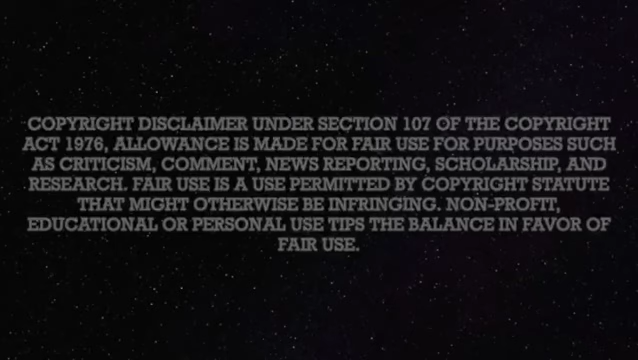 COPYRIGHT DISCLAIMER UNDER SECTION 107 OF THE COPYRIGHT
ACT 1976, ALLOWANCE IS MADE FOR FAIR USE FOR PURPOSES SUCH
AS CRITICISM, COMMENT, NEWS REPORTING, SCHOLARSHIP, AND
RESEARCH. FAIR USE IS A USE PERMITTED BY COPYRIGHT STATUTE
THAT MIGHT OTHERWISE BE INFRINGING. NON-PROFIT,
EDUCATIONAL OR PERSONAL USE TIPS THE BALANCE IN FAVOR OF
FAIR USE.